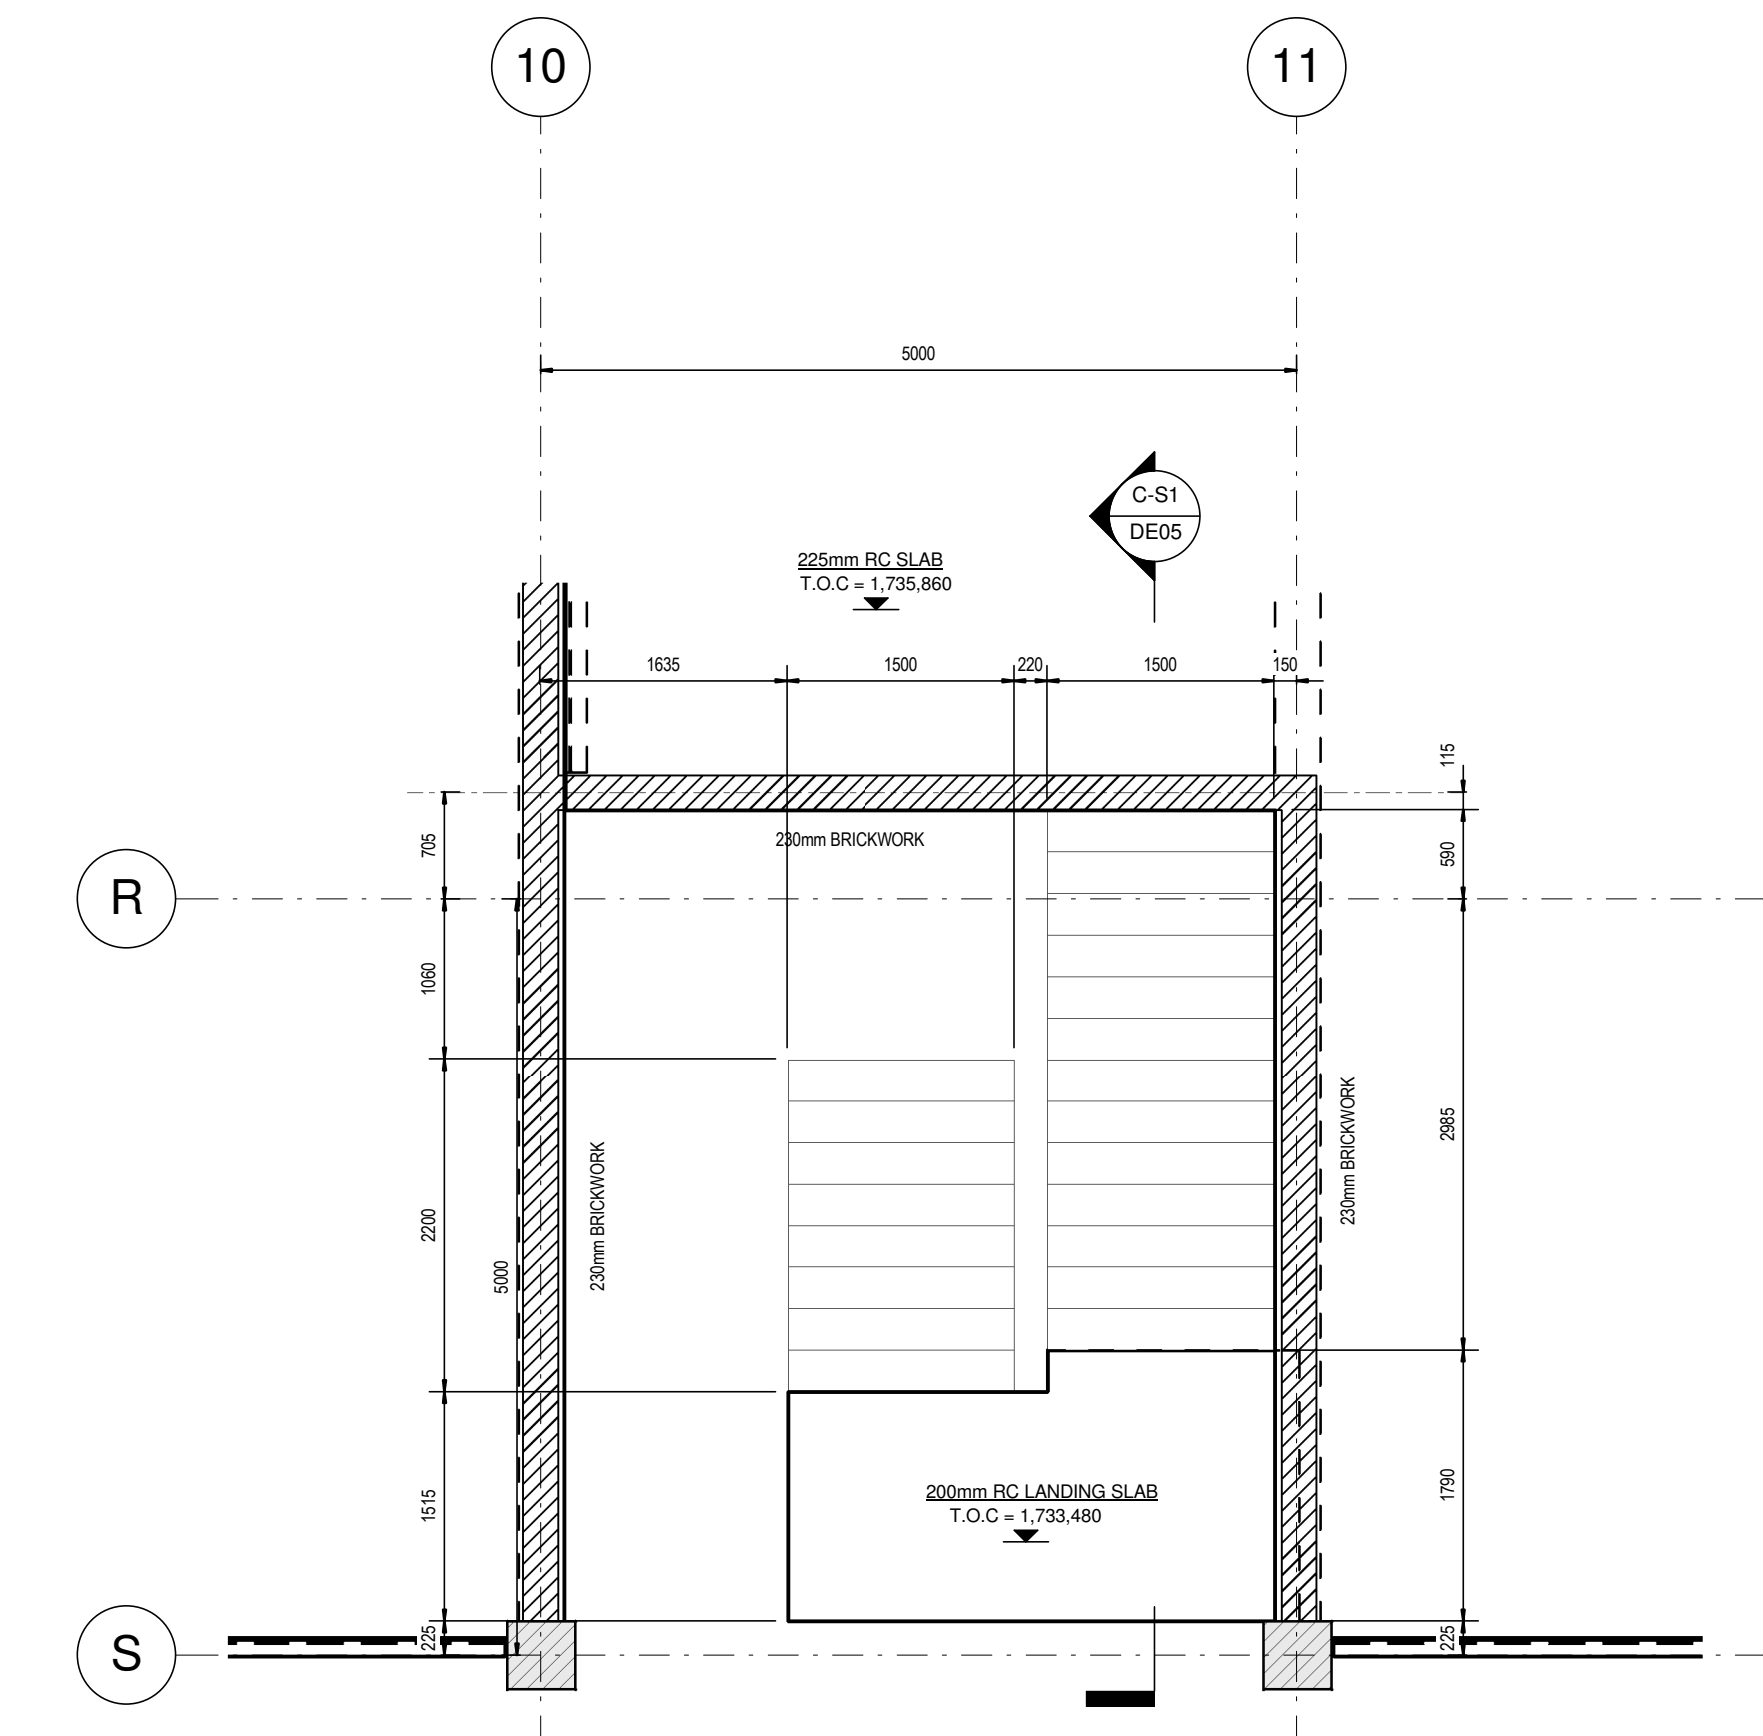 10
11
5000
C-S1
DE05
225mm RC SLAB
T.O.C = 1,735,860
1635
1500
220
1500
150
115
705
230mm BRICKWORK
590
R
1060
2985
230mm BRICKWORK
230mm BRICKWORK
2200
5000
1515
200mm RC LANDING SLAB
T.O.C = 1,733,480
1790
225
225
S